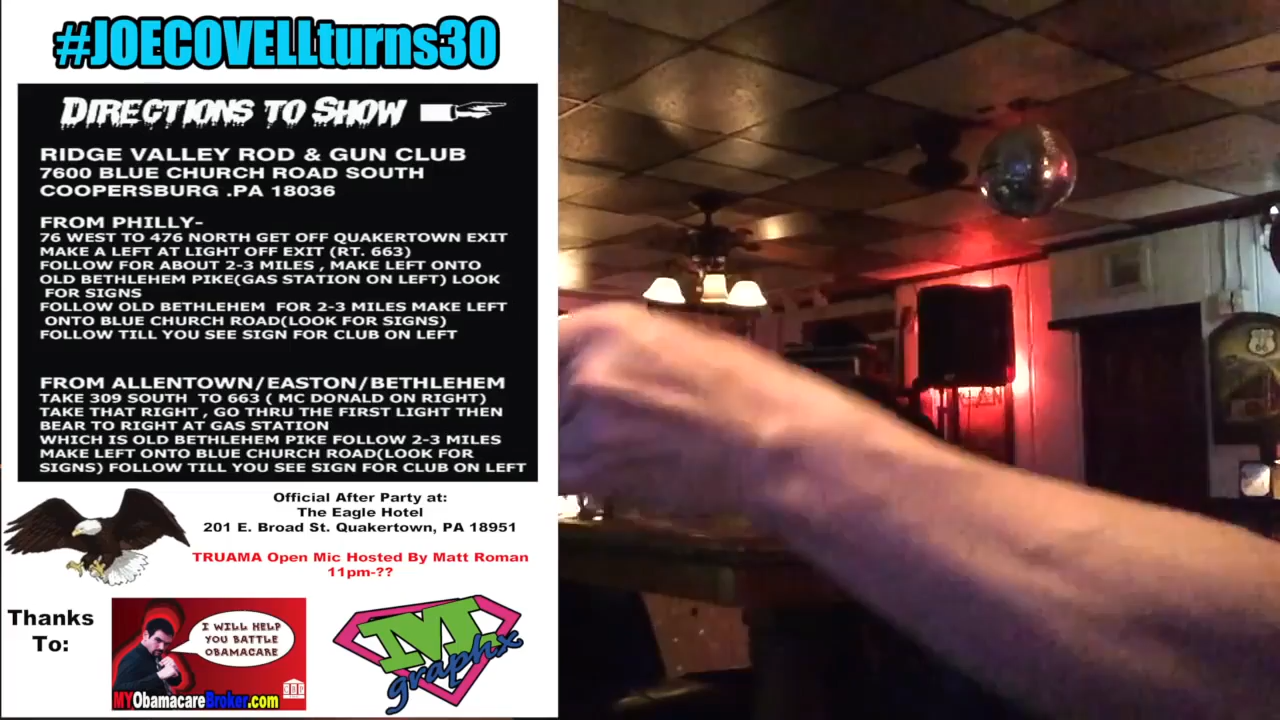 #JOECOVELLturns30
DIRECTIONS TO SHOW
RIDGE VALLEY ROD & GUN CLUB
7600 BLUE CHURCH ROAD SOUTH
COOPERSBURG .PA 18036
FROM PHILLY-
76 WEST TO 476 NORTH GET OFF QUAKERTOWN EXIT
MAKE A LEFT AT LIGHT OFF EXIT (RT. 663)
FOLLOW FOR ABOUT 2-3 MILES , MAKE LEFT ONTO
OLD BETHLEHEM PIKE(GAS STATION ON LEFT) LOOK
FOR SIGNS
FOLLOW OLD BETHLEHEM FOR 2-3 MILES MAKE LEFT
ONTO BLUE CHURCH ROAD(LOOK FOR SIGNS)
FOLLOW TILL YOU SEE SIGN FOR CLUB ON LEFT
FROM ALLENTOWN/EASTON/BETHLEHEM
TAKE 309 SOUTH TO 663 ( MC DONALD ON RIGHT)
TAKE THAT RIGHT , GO THRU THE FIRST LIGHT THEN
BEAR TO RIGHT AT GAS STATION
WHICH IS OLD BETHLEHEM PIKE FOLLOW 2-3 MILES
MAKE LEFT ONTO BLUE CHURCH ROAD(LOOK FOR
SIGNS) FOLLOW TILL YOU SEE SIGN FOR CLUB ON LEFT
Official After Party at:
The Eagle Hotel
201 E. Broad St. Quakertown, PA 18951
TRUAMA Open Mic Hosted By Matt Roman
11pm-??
Thanks
To:
I WILL HELP
YOU BATTLE
OBAMACARE
MYObamacareBroker.com
M
graphx